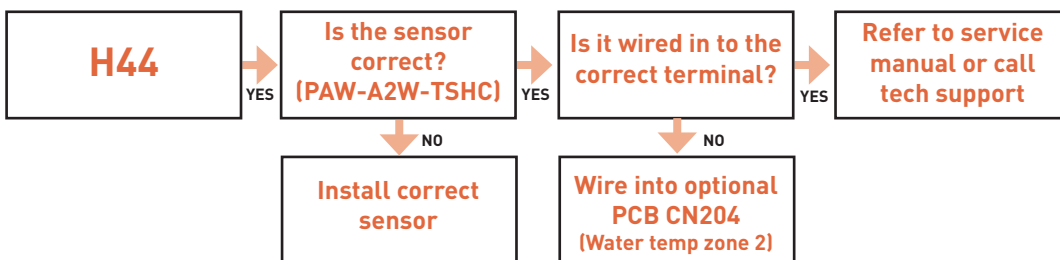 H44
YES
Is the sensor
correct?
(PAW-A2W-TSHC)
YES
Is it wired in to the
correct terminal?
YES
Refer to service
manual or call
tech support
NO
Install correct
sensor
NO
Wire into optional
PCB CN204
(Water temp zone 2)